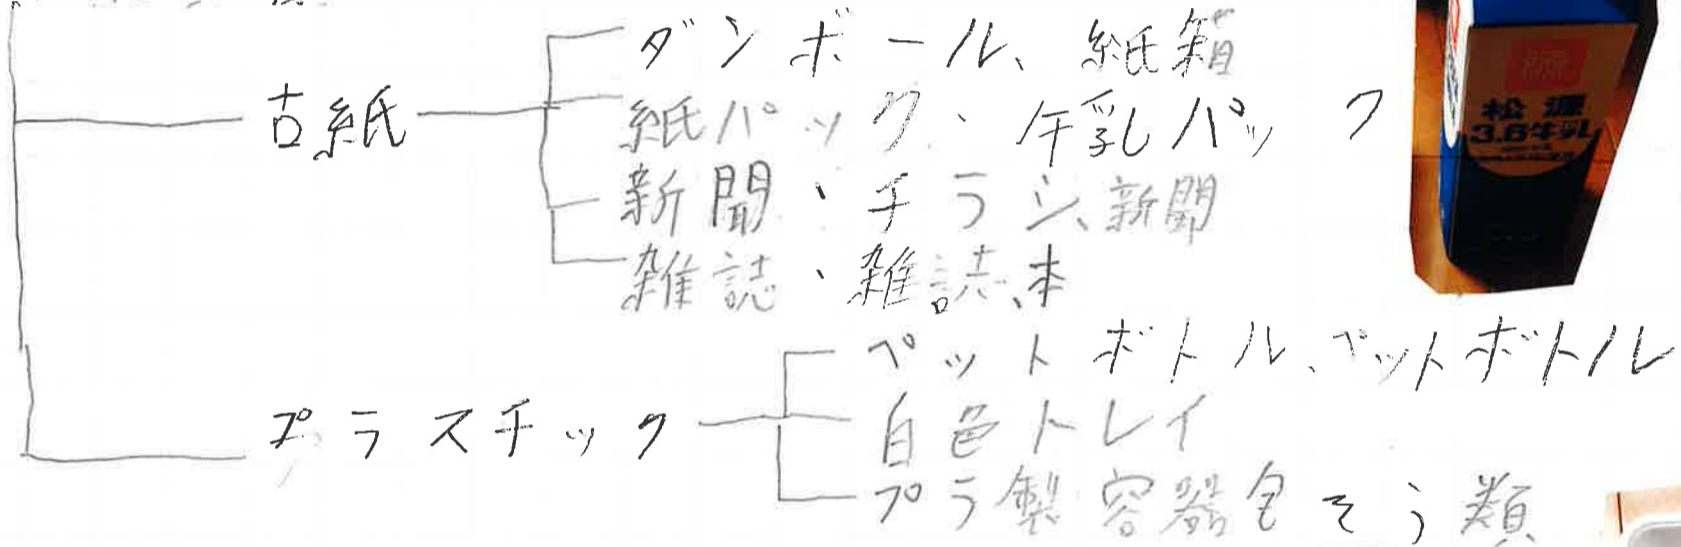 ダンボール、紙箱
古紙
紙パック、牛乳パック
新聞、チラシ、新聞
雑誌、雑誌、本
松源
3.6牛乳
ペットボトル、ペットボトル
プラスチック
白色トレイ
プラ製容器包そう類